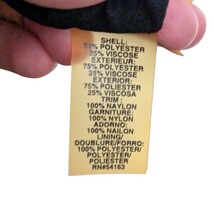 SHELL:
75% POLYESTER
25% VISCOSE
EXTERIEUR:
75% POLYESTER
25% VISCOSE
EXTERIOR:
75% POLIESTER
25% VISCOSA
TRIM :
100% NYLON
GARNITURE:
100% NYLON
ADORNO:
100% NAILON
LINING/
DOUBLURE/FORRO:
100% POLYESTER/
POLYESTER/
POLIESTER
RN#54163